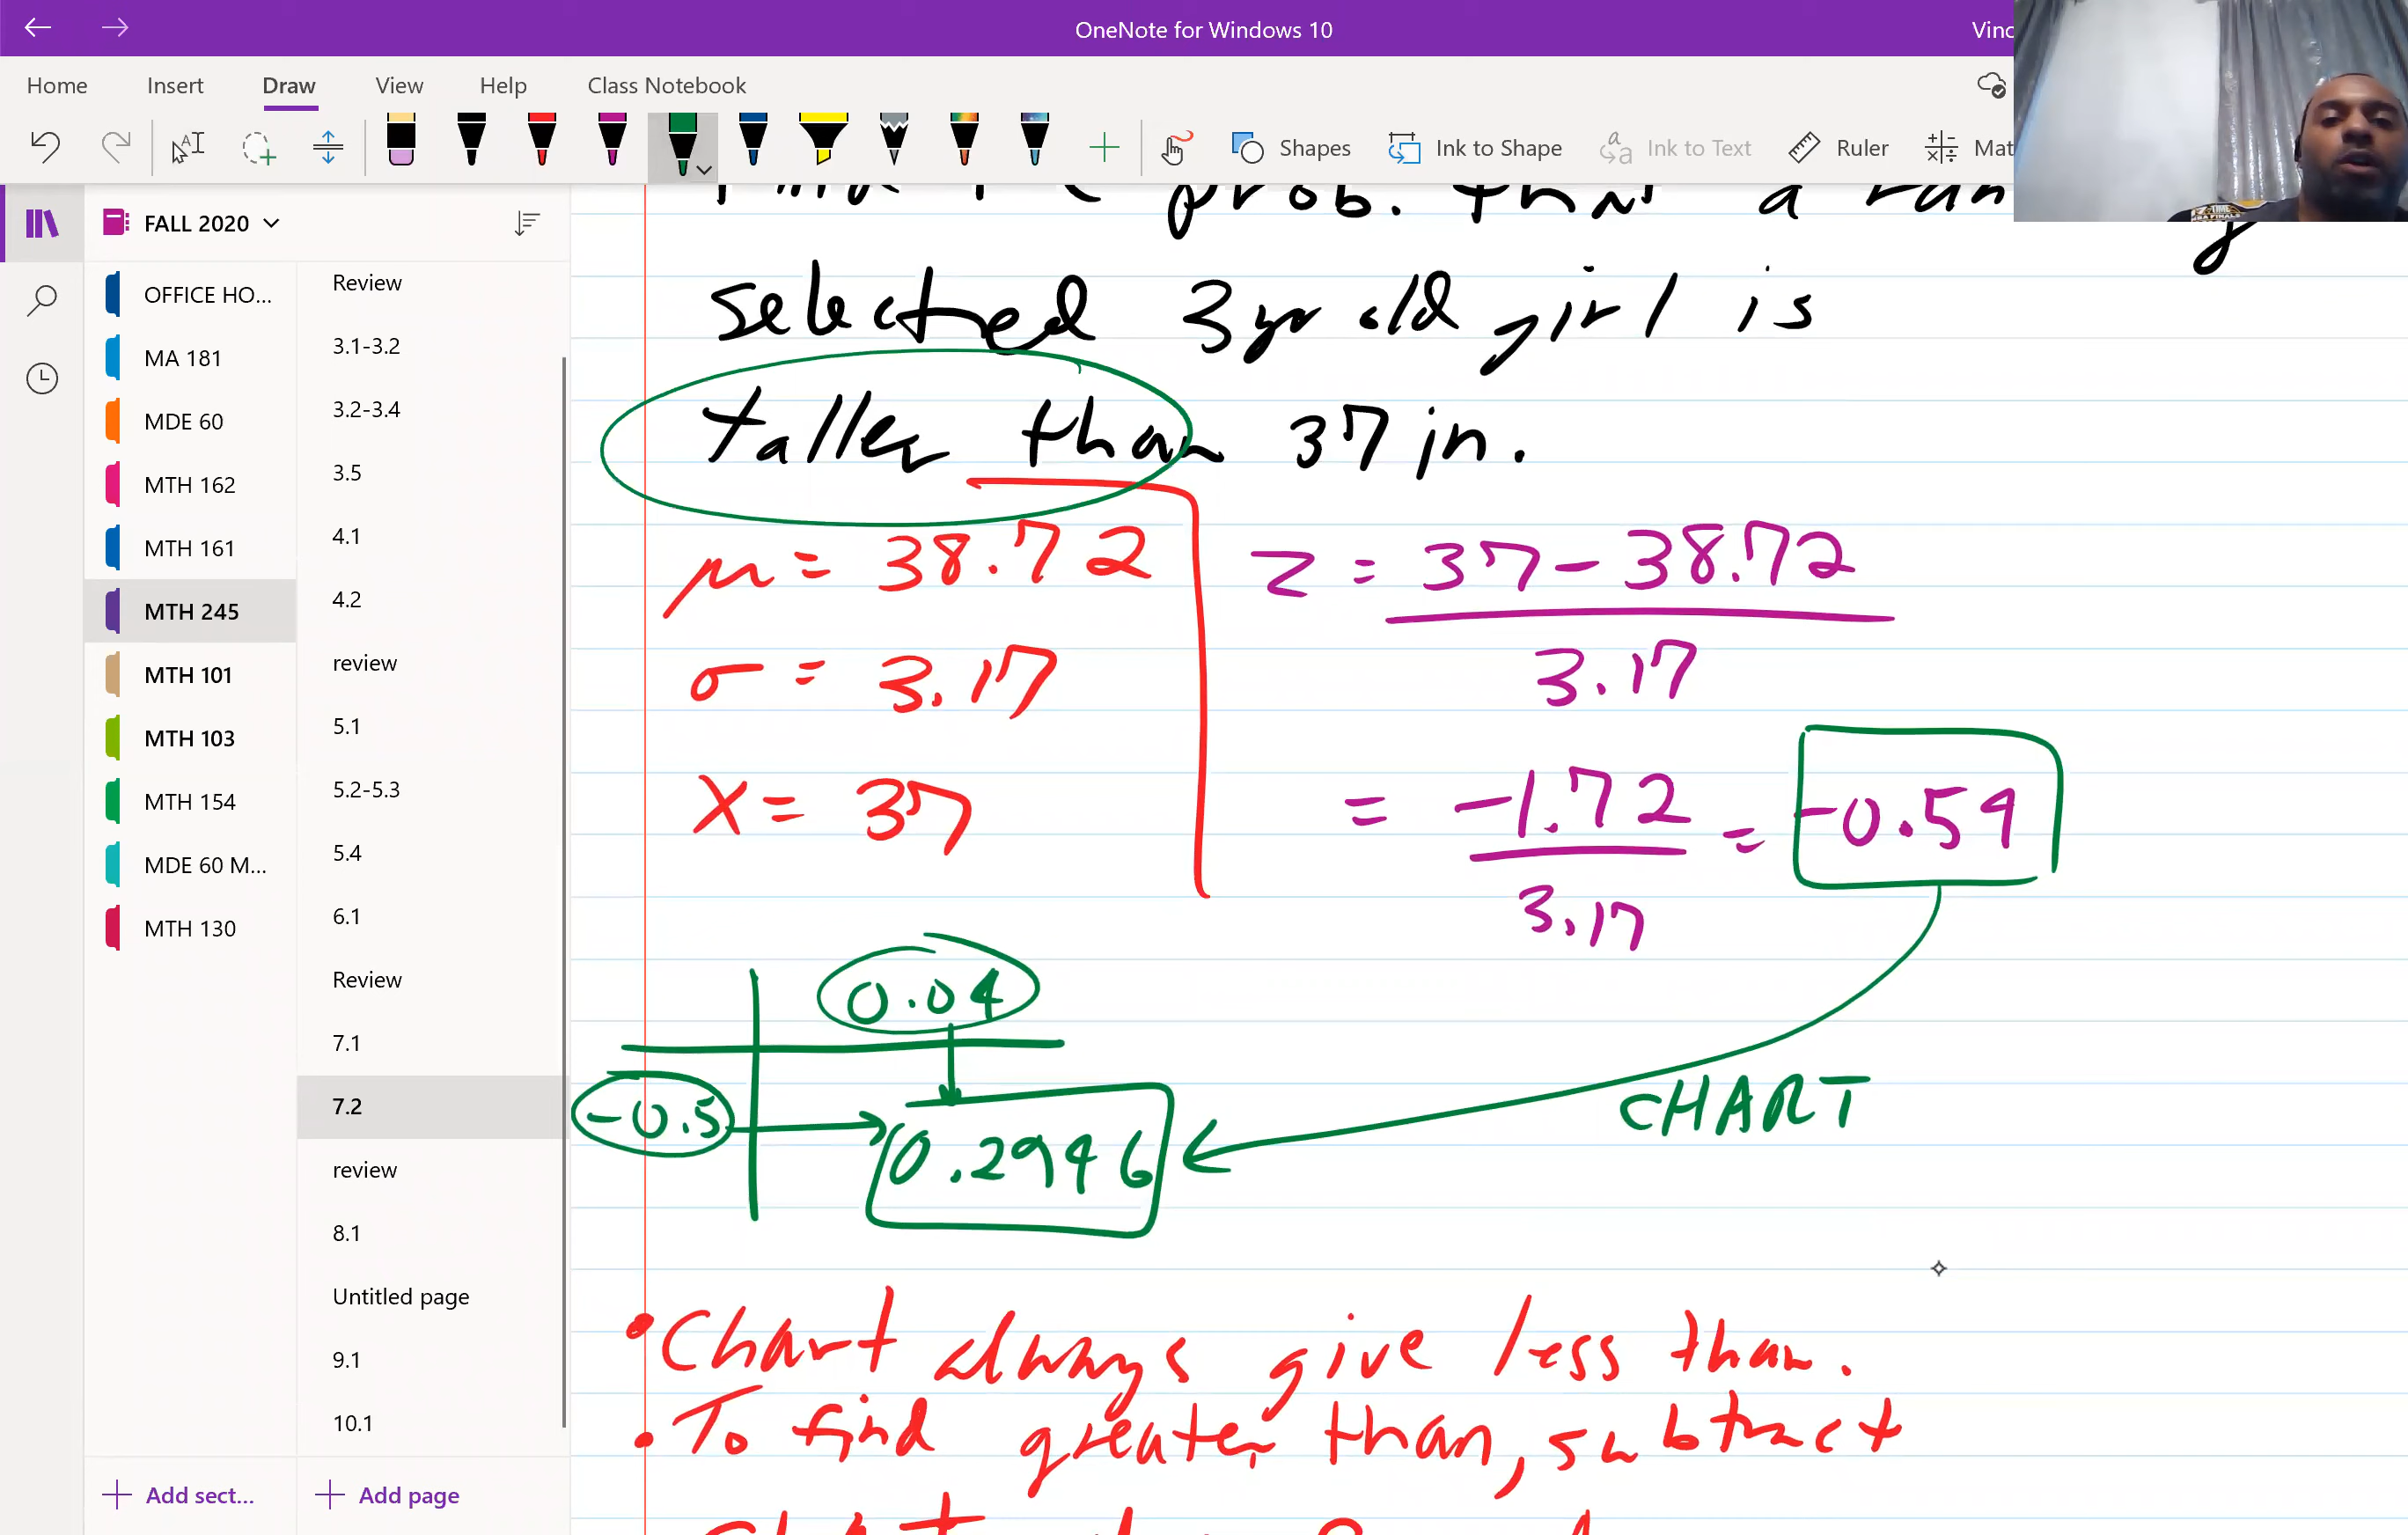 OneNote for Windows 10
Vinc
Home Insert Draw View Help Class Notebook
Shapes Ink to Shape Ink to Text Ruler Mat
FALL 2020
OFFICE HO...
MA 181
MDE 60
MTH 162
MTH 161
MTH 245
MTH 101
MTH 103
MTH 154
MDE 60 M...
MTH 130
Add sect...
Review
3.1-3.2
3.2-3.4
3.5
4.1
4.2
review
5.1
5.2-5.3
5.4
6.1
Review
7.1
7.2
review
8.1
Untitled page
9.1
10.1
Add page
prob. that a ran
selected 3 yr old girl is
taller than 37 in.
μ = 38.72
σ = 3.17
X = 37
z = 37 - 38.72
3.17
= -1.72 = -0.54
3.17
0.04
-0.5
0.2946
CHART
• Chart always give less than.
• To find greater than, subtract